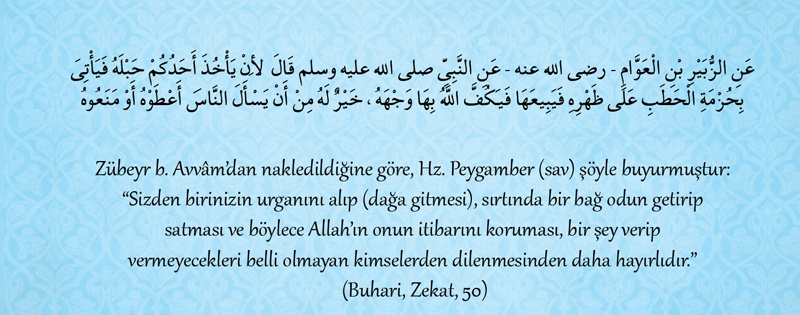 عَنِ الزُّبَيْرِ بْنِ الْعَوَّامِ - رضى الله عنه - عَنِ النَّبِىِّ صلى الله عليه وسلم قَالَ لأَنْ يَأْخُذَ أَحَدُكُمْ حَبْلَهُ فَيَأْتِىَ
بِحُزْمَةِ الْحَطَبِ عَلَى ظَهْرِهِ فَيَبِيعَهَا فَيَكُفَّ اللَّهُ بِهَا وَجْهَهُ ، خَيْرٌ لَهُ مِنْ أَنْ يَسْأَلَ النَّاسَ أَعْطَوْهُ أَوْ مَنَعُوهُ
Zübeyr b. Avvâm’dan nakledildiğine göre, Hz. Peygamber (sav) şöyle buyurmuştur:
“Sizden birinizin urganını alıp (dağa gitmesi), sırtında bir bağ odun getirip
satması ve böylece Allah’ın onun itibarını koruması, bir şey verip
vermeyecekleri belli olmayan kimselerden dilenmesinden daha hayırlıdır.”
(Buhari, Zekat, 50)